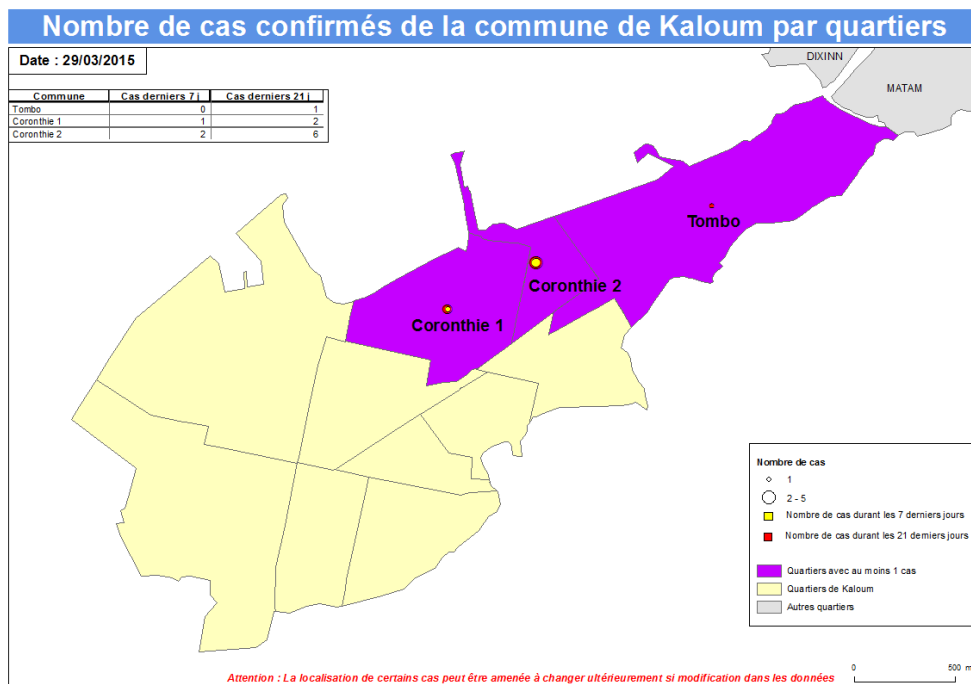 Nombre de cas confirmés de la commune de Kaloum par quartiers
Date : 29/03/2015
DIXINN
MATAM
Commune Cas derniers 7 j Cas derniers 21 j
Tombo 0 1
Coronthie 1 1 2
Coronthie 2 2 6
Tombo
Coronthie 2
Coronthie 1
Nombre de cas
1
2 - 5
Nombre de cas durant les 7 derniers jours
Nombre de cas durant les 21 derniers jours
Quartiers avec au moins 1 cas
Quartiers de Kaloum
Autres quartiers
0 500 m
Attention : La localisation de certains cas peut être amenée à changer ultérieurement si modification dans les données